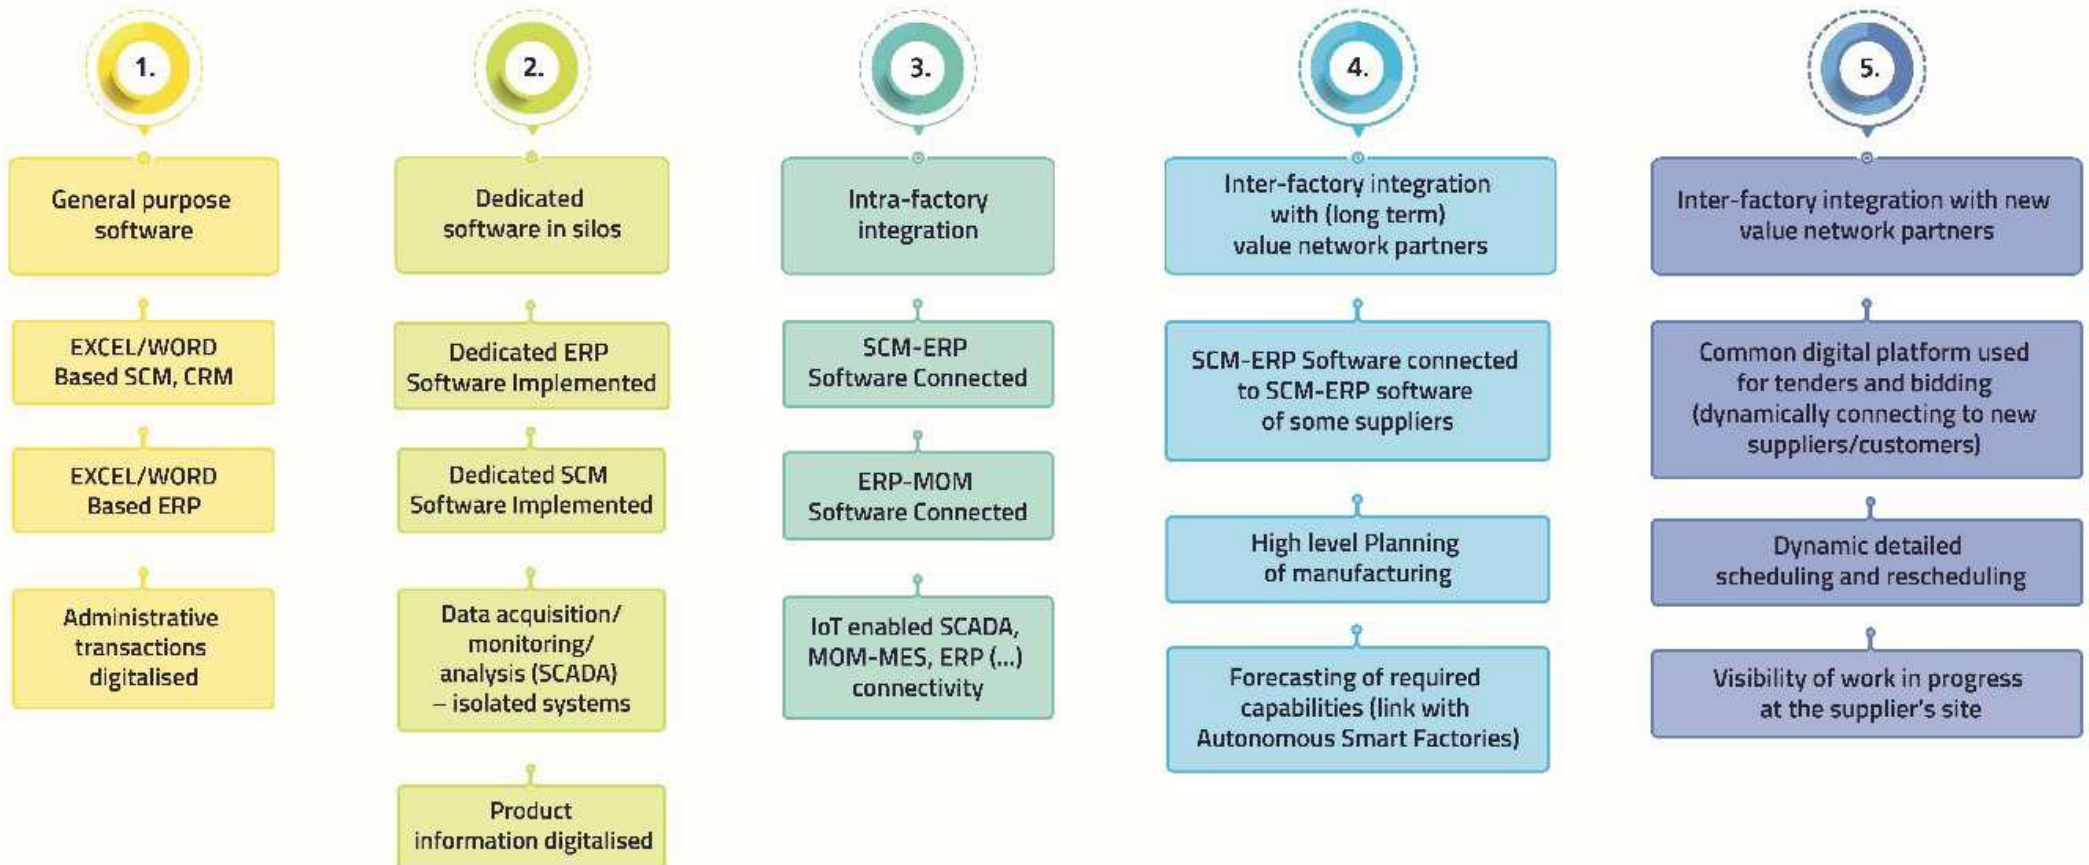 1.
General purpose
software
EXCEL/WORD
Based SCM, CRM
EXCEL/WORD
Based ERP
Administrative
transactions
digitalised
2.
Dedicated
software in silos
Dedicated ERP
Software Implemented
Dedicated SCM
Software Implemented
Data acquisition/
monitoring/
analysis (SCADA)
– isolated systems
Product
information digitalised
3.
Intra-factory
integration
SCM-ERP
Software Connected
ERP-MOM
Software Connected
IoT enabled SCADA,
MOM-MES, ERP (...)
connectivity
4.
Inter-factory integration
with (long term)
value network partners
SCM-ERP Software connected
to SCM-ERP software
of some suppliers
High level Planning
of manufacturing
Forecasting of required
capabilities (link with
Autonomous Smart Factories)
5.
Inter-factory integration with new
value network partners
Common digital platform used
for tenders and bidding
(dynamically connecting to new
suppliers/customers)
Dynamic detailed
scheduling and rescheduling
Visibility of work in progress
at the supplier's site